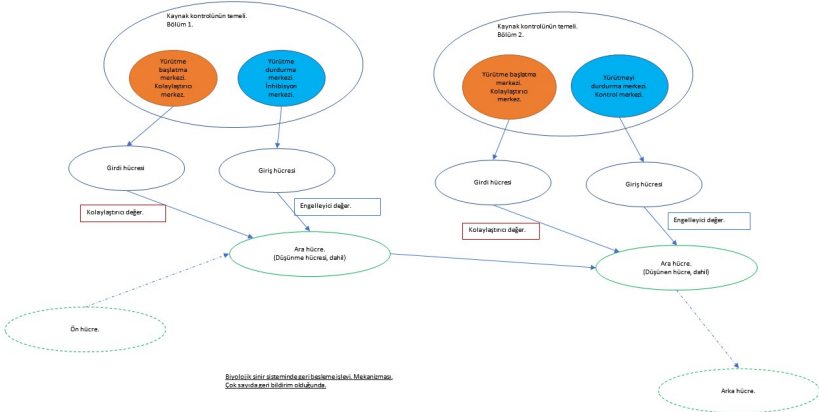 Kaynak kontrolünün temeli.
Bölüm 1.
Yürütme
başlatma
merkezi.
Kolaylaştırıcı
merkez.
Yürütme
durdurma
merkezi.
İnhibisyon
merkezi.
Girdi hücresi
Giriş hücresi
Kolaylaştırıcı değer.
Engelleyici değer.
Ara hücre.
(Düşünme hücresi, dahil)
Ön hücre.
Kaynak kontrolünün temeli.
Bölüm 2.
Yürütme başlatma
merkezi.
Kolaylaştırıcı
merkez.
Yürütmeyi
durdurma merkezi.
Kontrol merkezi.
Girdi hücresi
Giriş hücresi
Kolaylaştırıcı değer.
Engelleyici değer.
Ara hücre.
(Düşünen hücre, dahil)
Arka hücre.
Biyolojik sinir sisteminde geri besleme işlevi. Mekanizması.
Çok sayıda geri bildirim olduğunda.